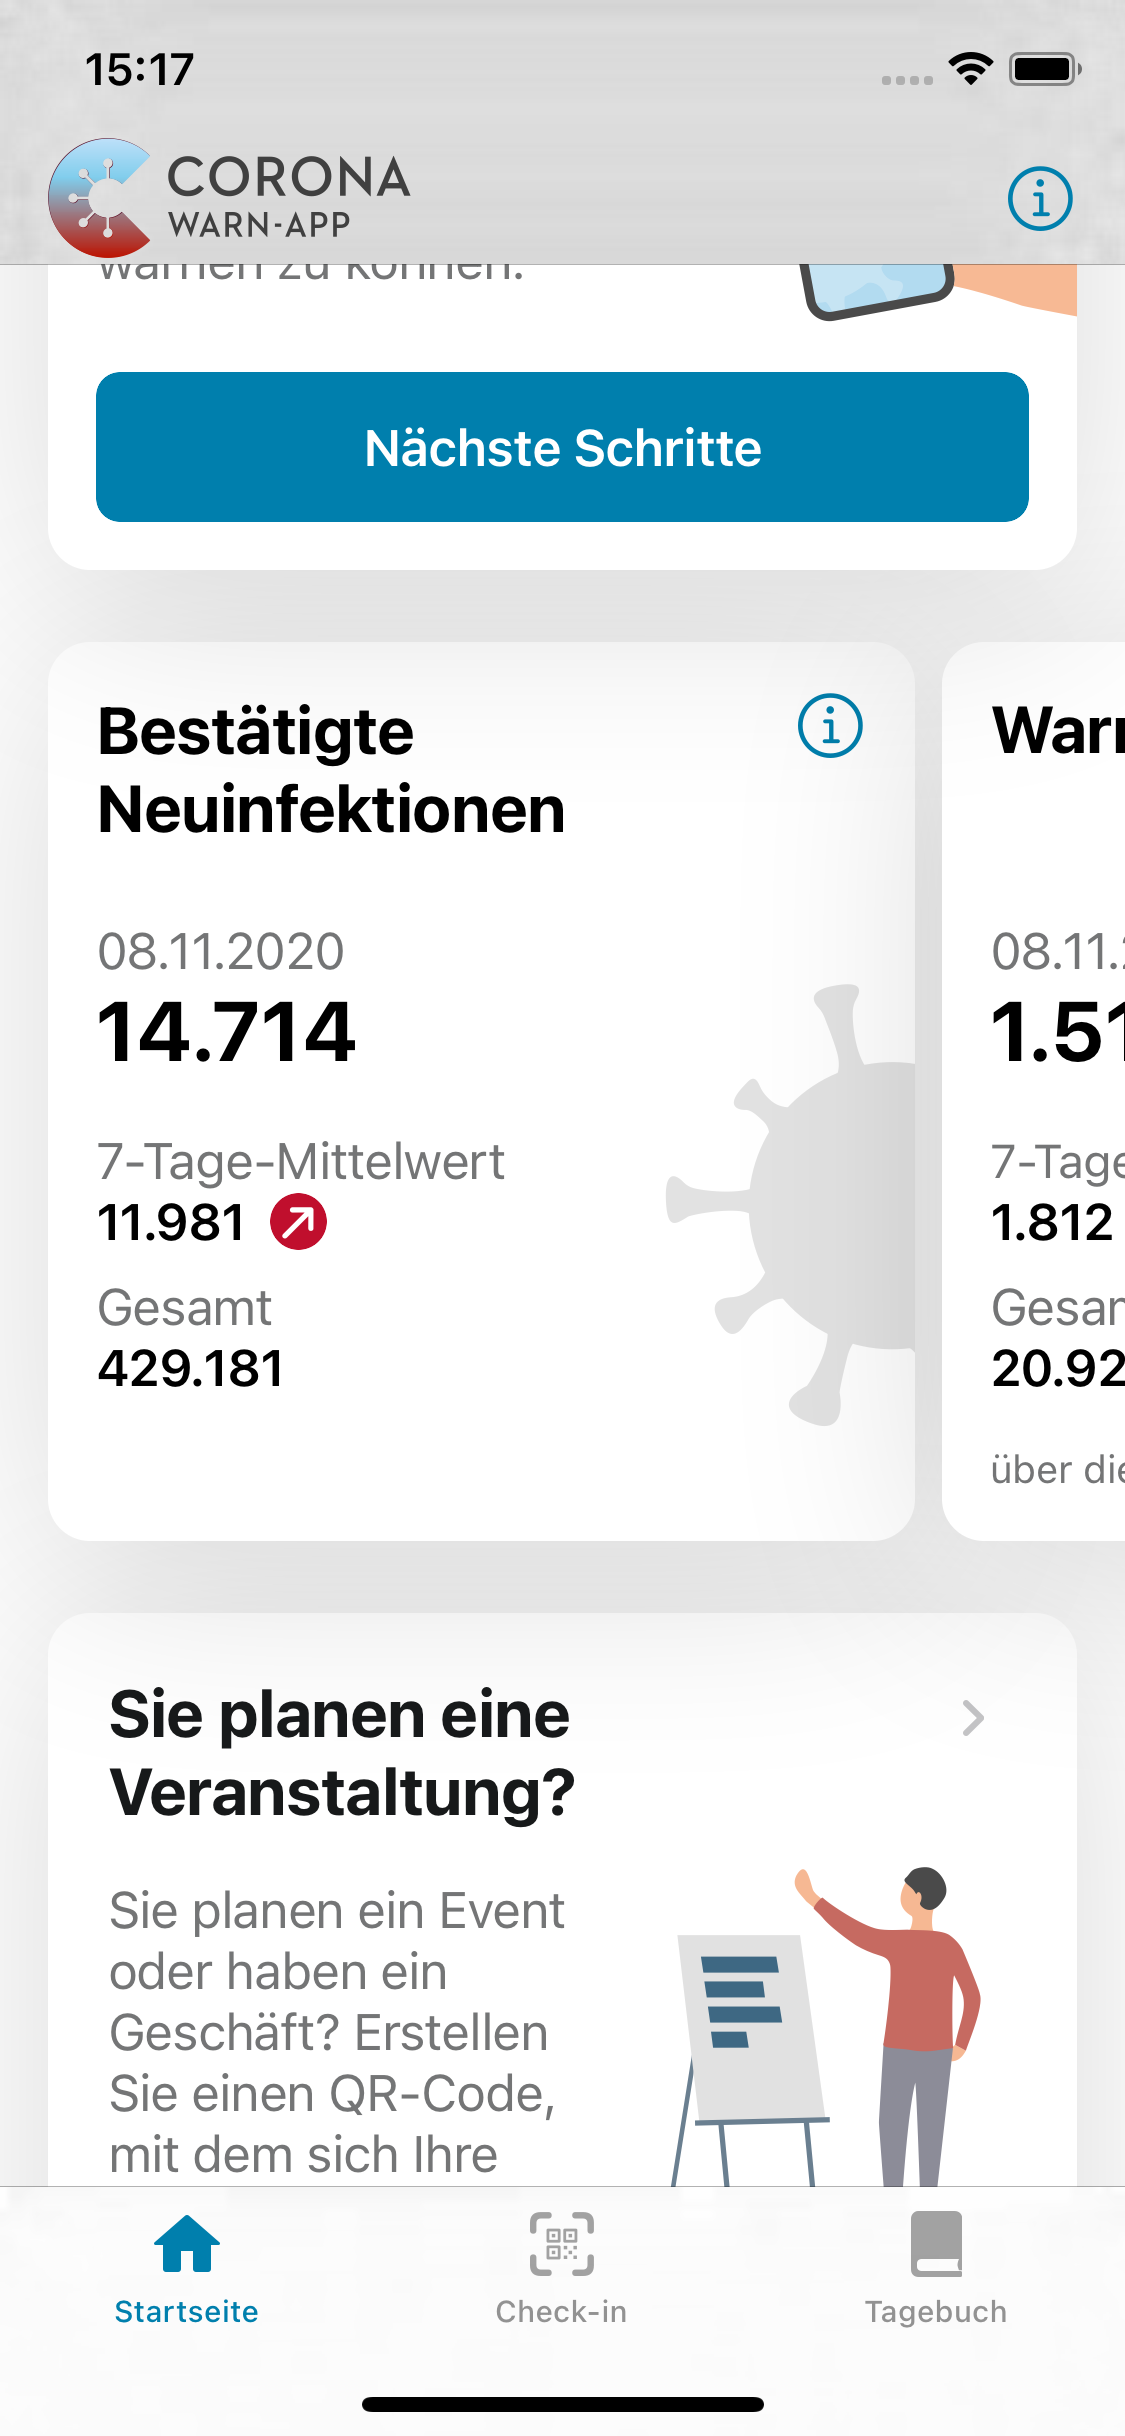 15:17
CORONA
WARN-APP
warnen zu können.
Nächste Schritte
Bestätigte
Neuinfektionen
08.11.2020
14.714
7-Tage-Mittelwert
11.981
Gesamt
429.181
08.11.
1.51
7-Tage
1.812
20.92
über die
Sie planen eine
Veranstaltung?
Sie planen ein Event
oder haben ein
Geschäft? Erstellen
Sie einen QR-Code,
mit dem sich Ihre
Startseite
Check-in
Tagebuch